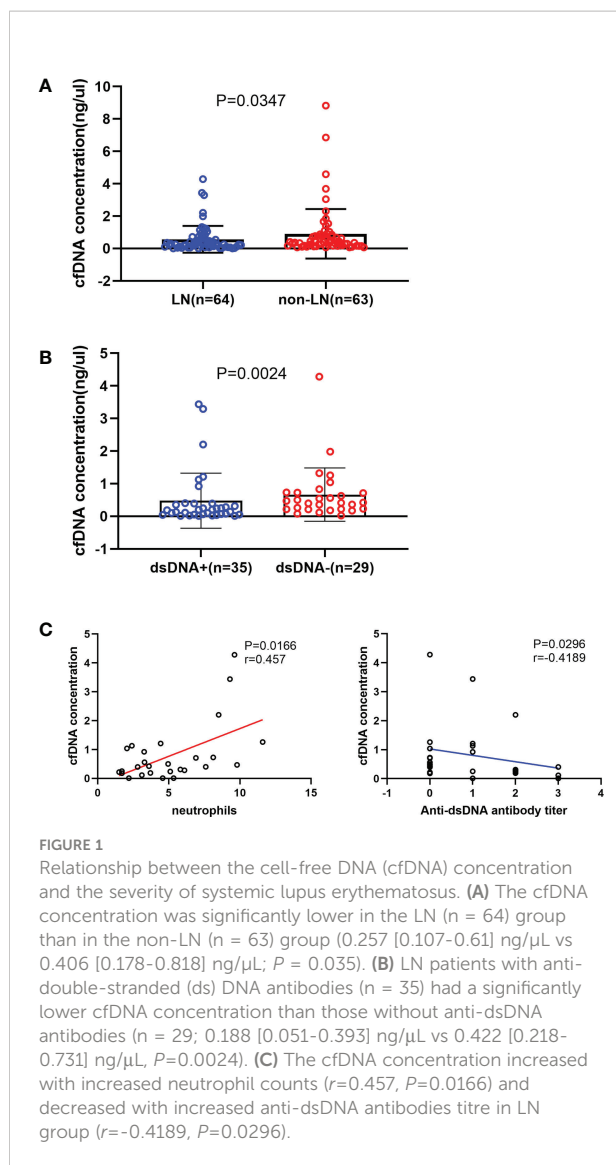 A
P=0.0347
cfDNA concentration(ng/ul)
10
8
6
4
2
0
-2
LN(n=64)
non-LN(n=63)
B
P=0.0024
cfDNA concentration(ng/ul)
5
4
3
2
1
0
-1
dsDNA+(n=35)
dsDNA-(n=29)
C
P=0.0166
r=0.457
cfDNA concentration
5
4
3
2
1
0
0
5
10
15
neutrophils
P=0.0296
r=-0.4189
cfDNA concentration
5
4
3
2
1
0
-1
0
1
2
3
4
Anti-dsDNA antibody titer
FIGURE 1
Relationship between the cell-free DNA (cfDNA) concentration
and the severity of systemic lupus erythematosus. (A) The cfDNA
concentration was significantly lower in the LN (n = 64) group
than in the non-LN (n = 63) group (0.257 [0.107-0.61] ng/μL vs
0.406 [0.178-0.818] ng/μL; P = 0.035). (B) LN patients with anti-
double-stranded (ds) DNA antibodies (n = 35) had a significantly
lower cfDNA concentration than those without anti-dsDNA
antibodies (n = 29; 0.188 [0.051-0.393] ng/μL vs 0.422 [0.218-
0.731] ng/μL, P=0.0024). (C) The cfDNA concentration increased
with increased neutrophil counts (r=0.457, P=0.0166) and
decreased with increased anti-dsDNA antibodies titre in LN
group (r=-0.4189, P=0.0296).